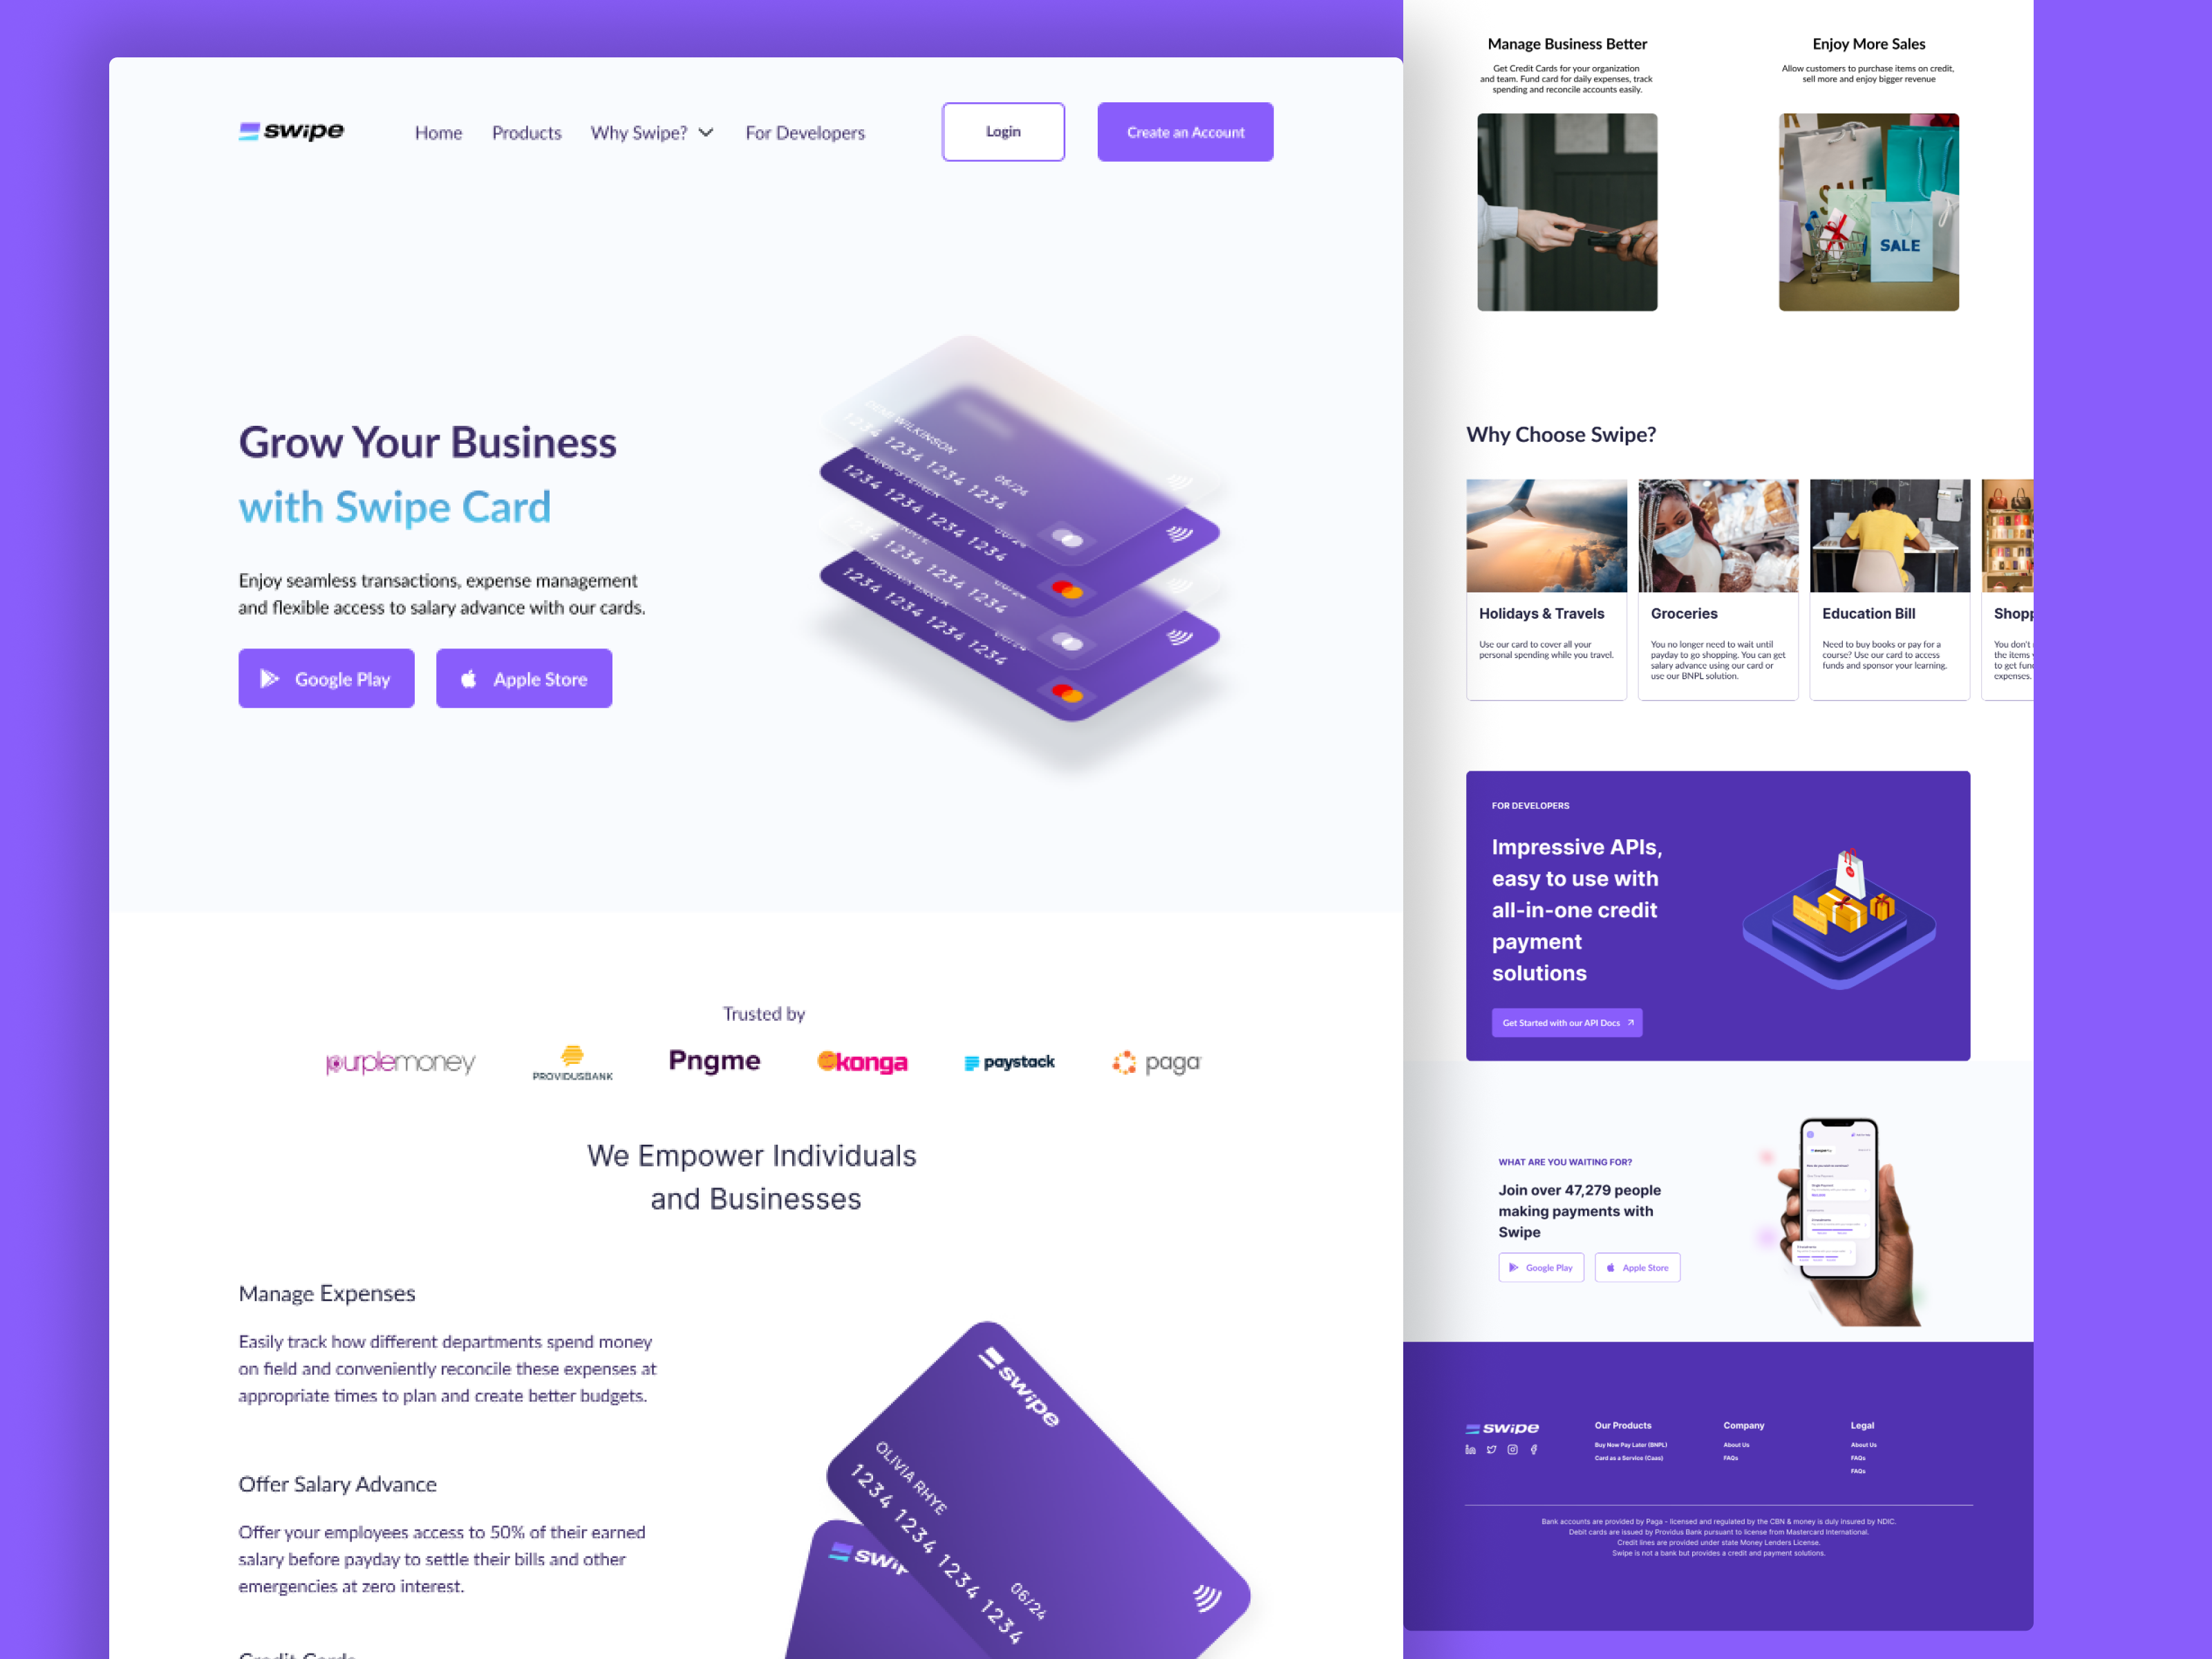 swipe
Home
Products
Why Swipe?
For Developers
Login
Create an Account
Grow Your Business
with Swipe Card
Enjoy seamless transactions, expense management
and flexible access to salary advance with our cards.
Google Play
Apple Store
WILKINSON
1234 1234 1234 1234
06/24
1234 1234 1234 1234
1234 1234 1234
1234 1234 1234 1234
Trusted by
purplemoney
PROVIDUSBANK
Pngme
konga
paystack
paga
We Empower Individuals
and Businesses
Manage Expenses
Easily track how different departments spend money
on field and conveniently reconcile these expenses at
appropriate times to plan and create better budgets.
Offer Salary Advance
Offer your employees access to 50% of their earned
salary before payday to settle their bills and other
emergencies at zero interest.
swipe
OLIVIA RHYE
1234 1234 1234 1234
06/24
Manage Business Better
Get Credit Cards for your organization
and team. Fund card for daily expenses, track
spending and reconcile accounts easily.
Enjoy More Sales
Allow customers to purchase items on credit,
sell more and enjoy bigger revenue
SALE
Why Choose Swipe?
Holidays & Travels
Use our card to cover all your
personal spending while you travel.
Groceries
You no longer need to wait until
payday to go shopping. You can get
salary advance using our card or
use our BNPL solution.
Education Bill
Need to buy books or pay for a
course? Use our card to access
funds and sponsor your learning.
Shopp
You don't
the items
to get fun
expenses.
FOR DEVELOPERS
Impressive APIs,
easy to use with
all-in-one credit
payment
solutions
Get Started with our API Docs
WHAT ARE YOU WAITING FOR?
Join over 47,279 people
making payments with
Swipe
Google Play
Apple Store
swipe
Our Products
Buy Now Pay Later (BNPL)
Card as a Service (Caas)
Company
About Us
FAQs
Legal
About Us
FAQs
FAQs
Bank accounts are provided by Paga - licensed and regulated by the CBN & money is duly insured by NDIC.
Debit cards are issued by Providus Bank pursuant to license from Mastercard International.
Credit lines are provided under state Money Lenders License.
Swipe is not a bank but provides a credit and payment solutions.